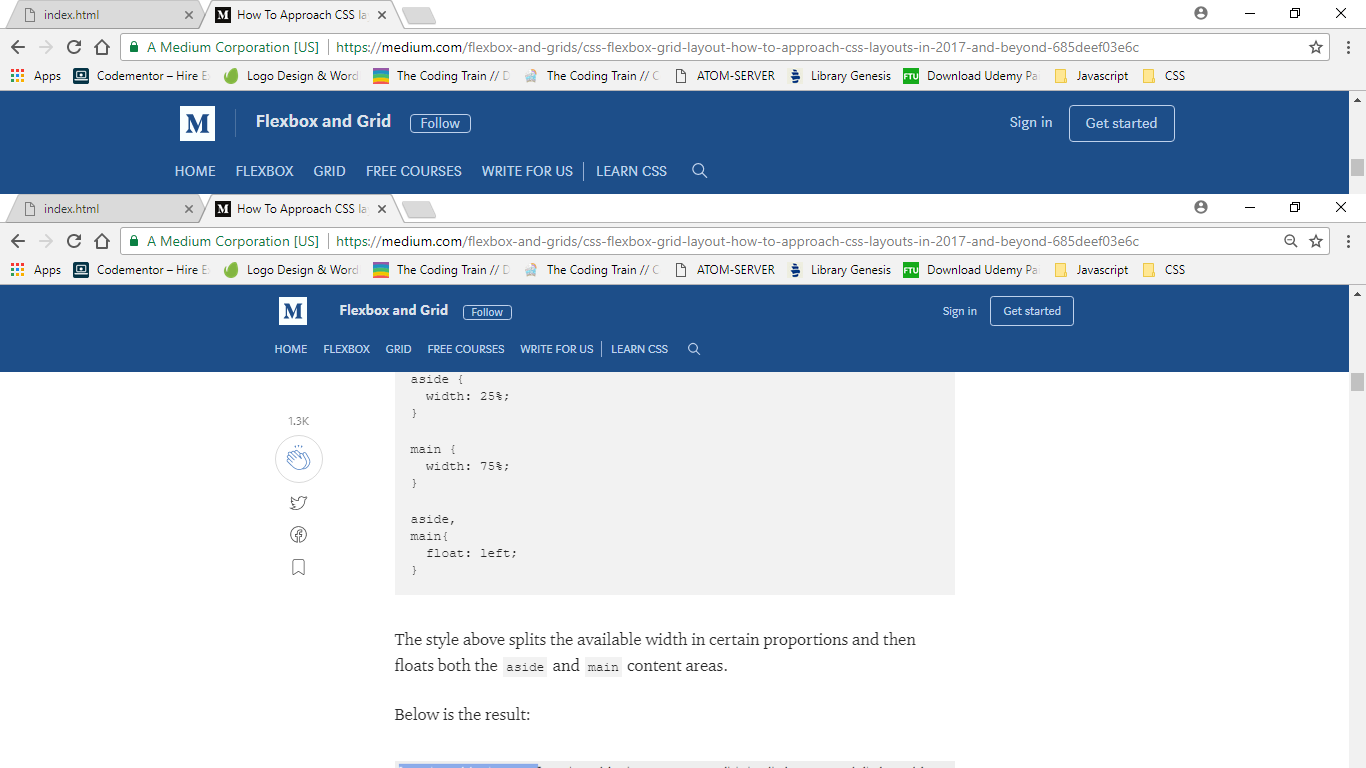 index.html How To Approach CSS la
A Medium Corporation [US] https://medium.com/flexbox-and-grids/css-flexbox-grid-layout-how-to-approach-css-layouts-in-2017-and-beyond-685deef03e6c
Apps Codementor – Hire E Logo Design & Word The Coding Train // D The Coding Train // C ATOM-SERVER Library Genesis FTU Download Udemy Pa Javascript CSS
M Flexbox and Grid Follow Sign in Get started
HOME FLEXBOX GRID FREE COURSES WRITE FOR US LEARN CSS
index.html M How To Approach CSS la
A Medium Corporation [US] https://medium.com/flexbox-and-grids/css-flexbox-grid-layout-how-to-approach-css-layouts-in-2017-and-beyond-685deef03e6c
Apps Codementor – Hire E Logo Design & Word The Coding Train // D The Coding Train // C ATOM-SERVER Library Genesis FTU Download Udemy Pa Javascript CSS
M Flexbox and Grid Follow Sign in Get started
HOME FLEXBOX GRID FREE COURSES WRITE FOR US LEARN CSS
aside {
width: 25%;
}
1.3K
main {
width: 75%;
}
aside,
main{
float: left;
}
The style above splits the available width in certain proportions and then
floats both the aside and main content areas.
Below is the result: